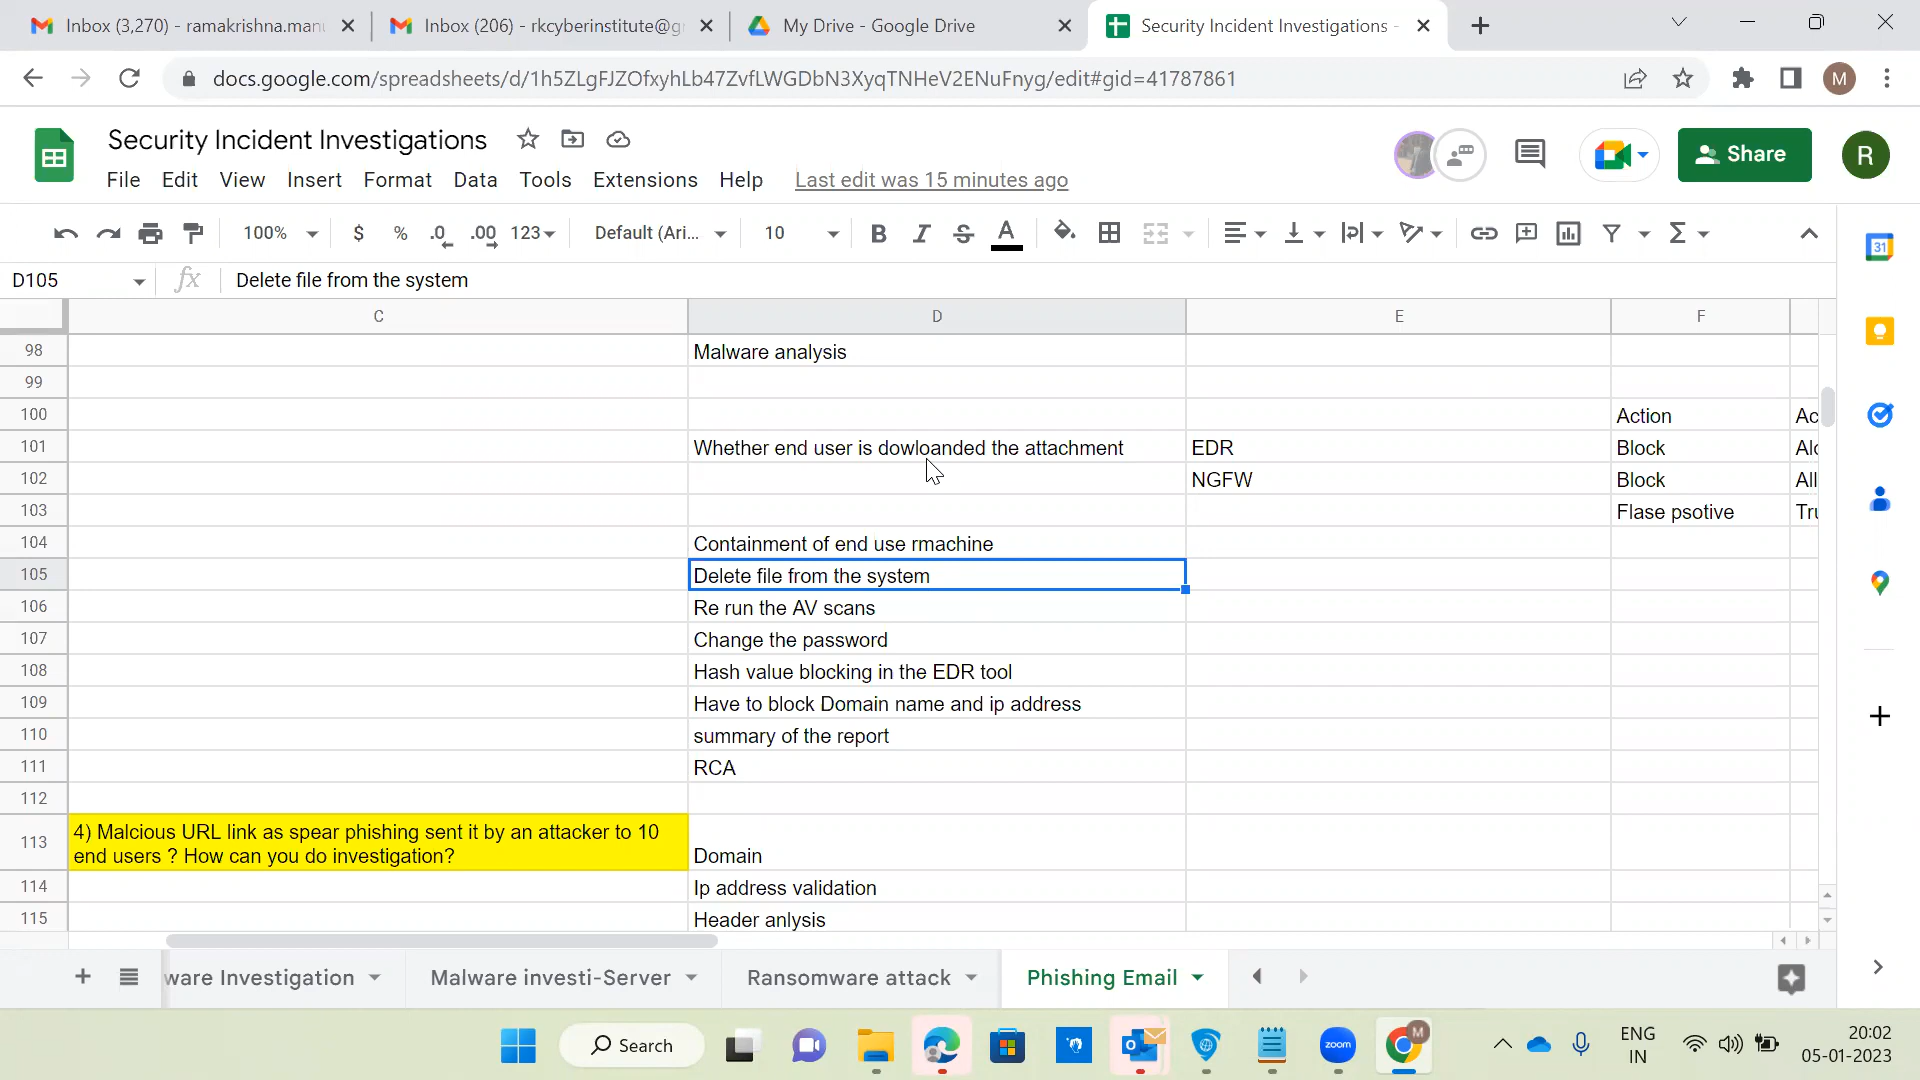 Inbox (3,270) - ramakrishna.man
Inbox (206) - rkcyberinstitute@g
My Drive - Google Drive
Security Incident Investigations -
docs.google.com/spreadsheets/d/1h5ZLgFJZOfxyhLb47ZvfLWGDbN3XyqTNHeV2ENuFnyg/edit#gid=41787861
M
Security Incident Investigations
Share
R
File Edit View Insert Format Data Tools Extensions Help Last edit was 15 minutes ago
100% $ % .0 .00 123 Default (Ari... 10 B I S A
D105 fx Delete file from the system
31
C D E F
98 Malware analysis
99
100 Action Ac
101 Whether end user is dowloanded the attachment EDR Block
102 NGFW Block All
103 Flase psotive Tru
104 Containment of end use rmachine
105 Delete file from the system
106 Re run the AV scans
107 Change the password
108 Hash value blocking in the EDR tool
109 Have to block Domain name and ip address
110 summary of the report
111 RCA
112
113 4) Malcious URL link as spear phishing sent it by an attacker to 10
end users ? How can you do investigation? Domain
114 Ip address validation
115 Header anlysis
ware Investigation Malware investi-Server Ransomware attack Phishing Email
Search
zoom
M
ENG
IN
20:02
05-01-2023